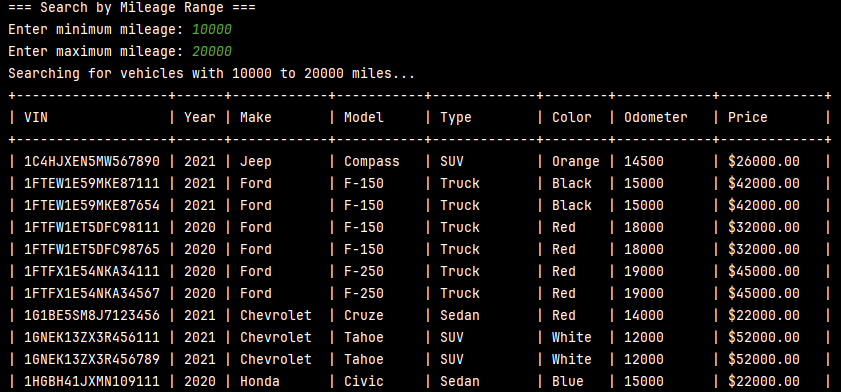 === Search by Mileage Range ===
Enter minimum mileage: 10000
Enter maximum mileage: 20000
Searching for vehicles with 10000 to 20000 miles...
+-------------------+------+------------+-----------+-------------+--------+------------+-------------+
| VIN               | Year | Make       | Model     | Type        | Color  | Odometer   | Price       |
+-------------------+------+------------+-----------+-------------+--------+------------+-------------+
| 1C4HJXEN5MW567890 | 2021 | Jeep       | Compass   | SUV         | Orange | 14500      | $26000.00   |
| 1FTEW1E59MKE87111 | 2021 | Ford       | F-150     | Truck       | Black  | 15000      | $42000.00   |
| 1FTEW1E59MKE87654 | 2021 | Ford       | F-150     | Truck       | Black  | 15000      | $42000.00   |
| 1FTFW1ET5DFC98111 | 2020 | Ford       | F-150     | Truck       | Red    | 18000      | $32000.00   |
| 1FTFW1ET5DFC98765 | 2020 | Ford       | F-150     | Truck       | Red    | 18000      | $32000.00   |
| 1FTFX1E54NKA34111 | 2020 | Ford       | F-250     | Truck       | Red    | 19000      | $45000.00   |
| 1FTFX1E54NKA34567 | 2020 | Ford       | F-250     | Truck       | Red    | 19000      | $45000.00   |
| 1G1BE5SM8J7123456 | 2021 | Chevrolet  | Cruze     | Sedan       | Red    | 14000      | $22000.00   |
| 1GNEK13ZX3R456111 | 2021 | Chevrolet  | Tahoe     | SUV         | White  | 12000      | $52000.00   |
| 1GNEK13ZX3R456789 | 2021 | Chevrolet  | Tahoe     | SUV         | White  | 12000      | $52000.00   |
| 1HGBH41JXMN109111 | 2020 | Honda      | Civic     | Sedan       | Blue   | 15000      | $22000.00   |